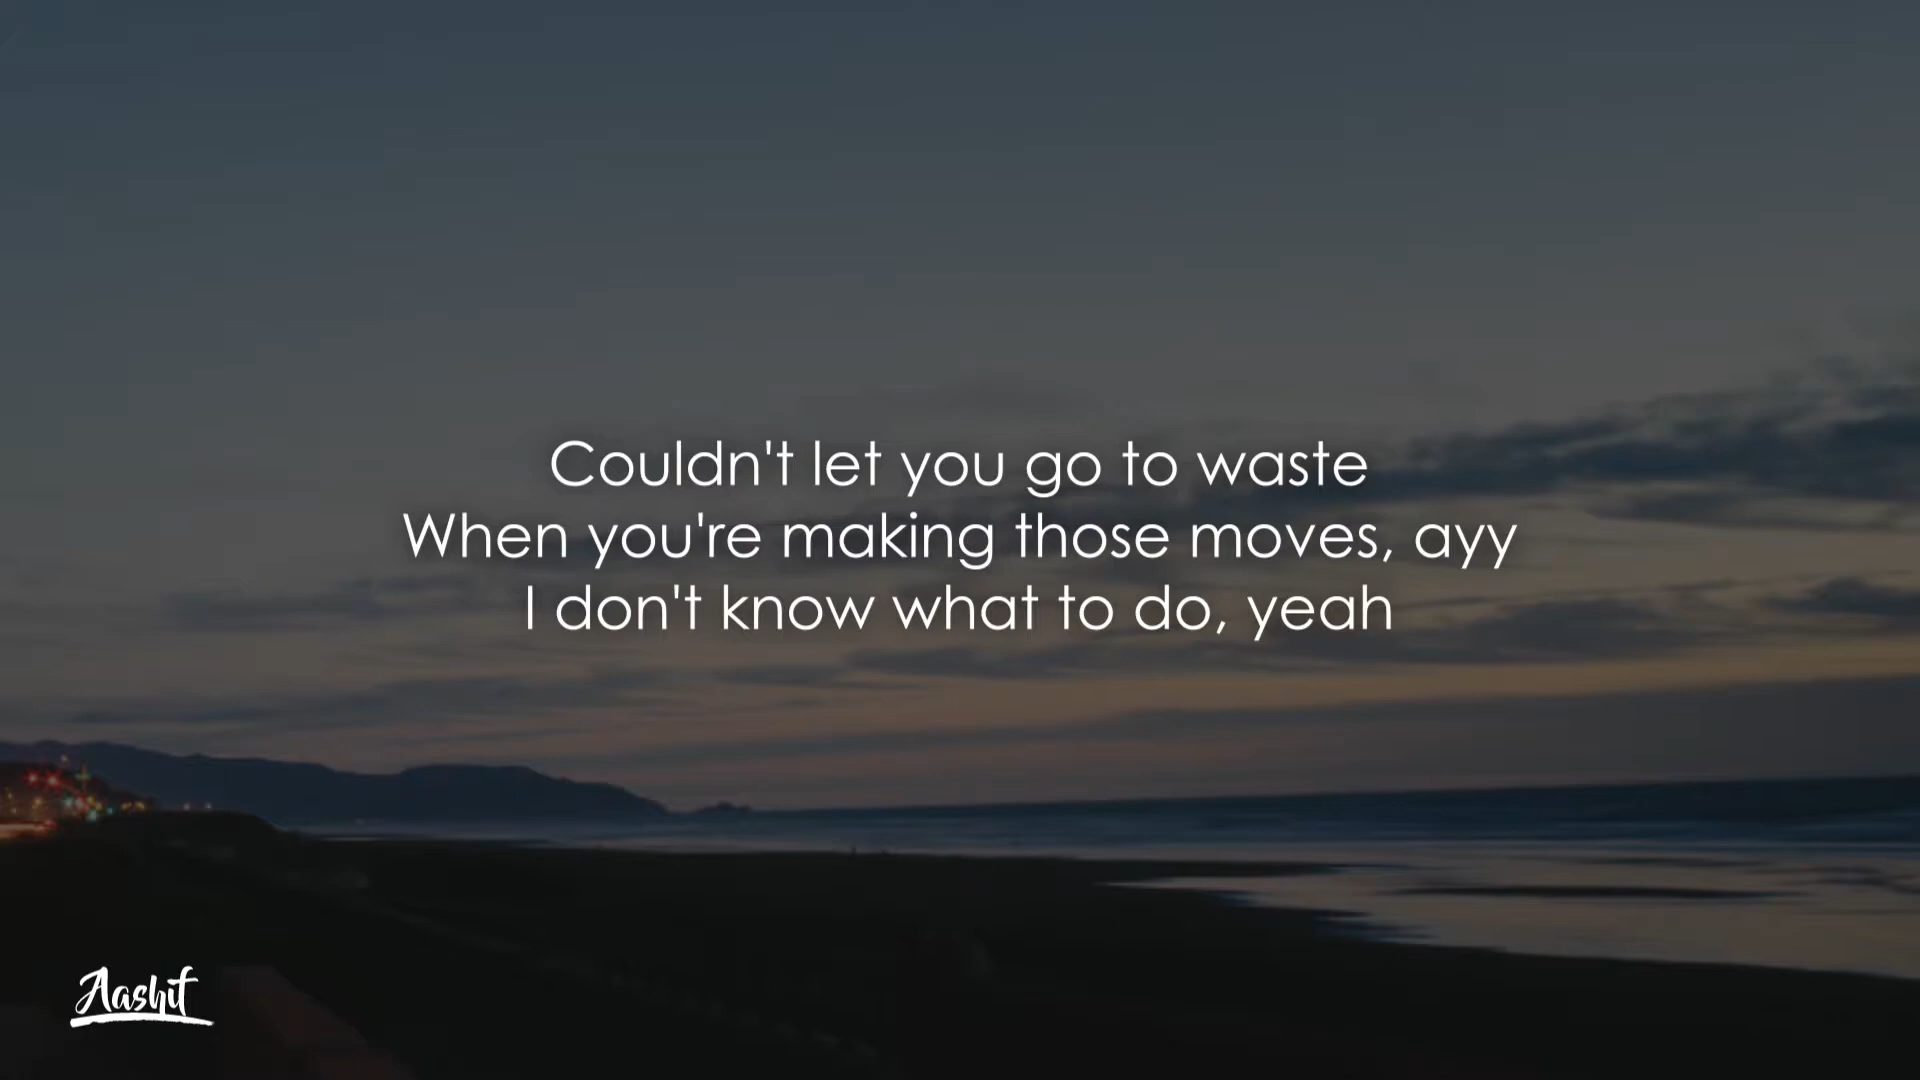 Couldn't let you go to waste
When you're making those moves, ayy
I don't know what to do, yeah
Aashif